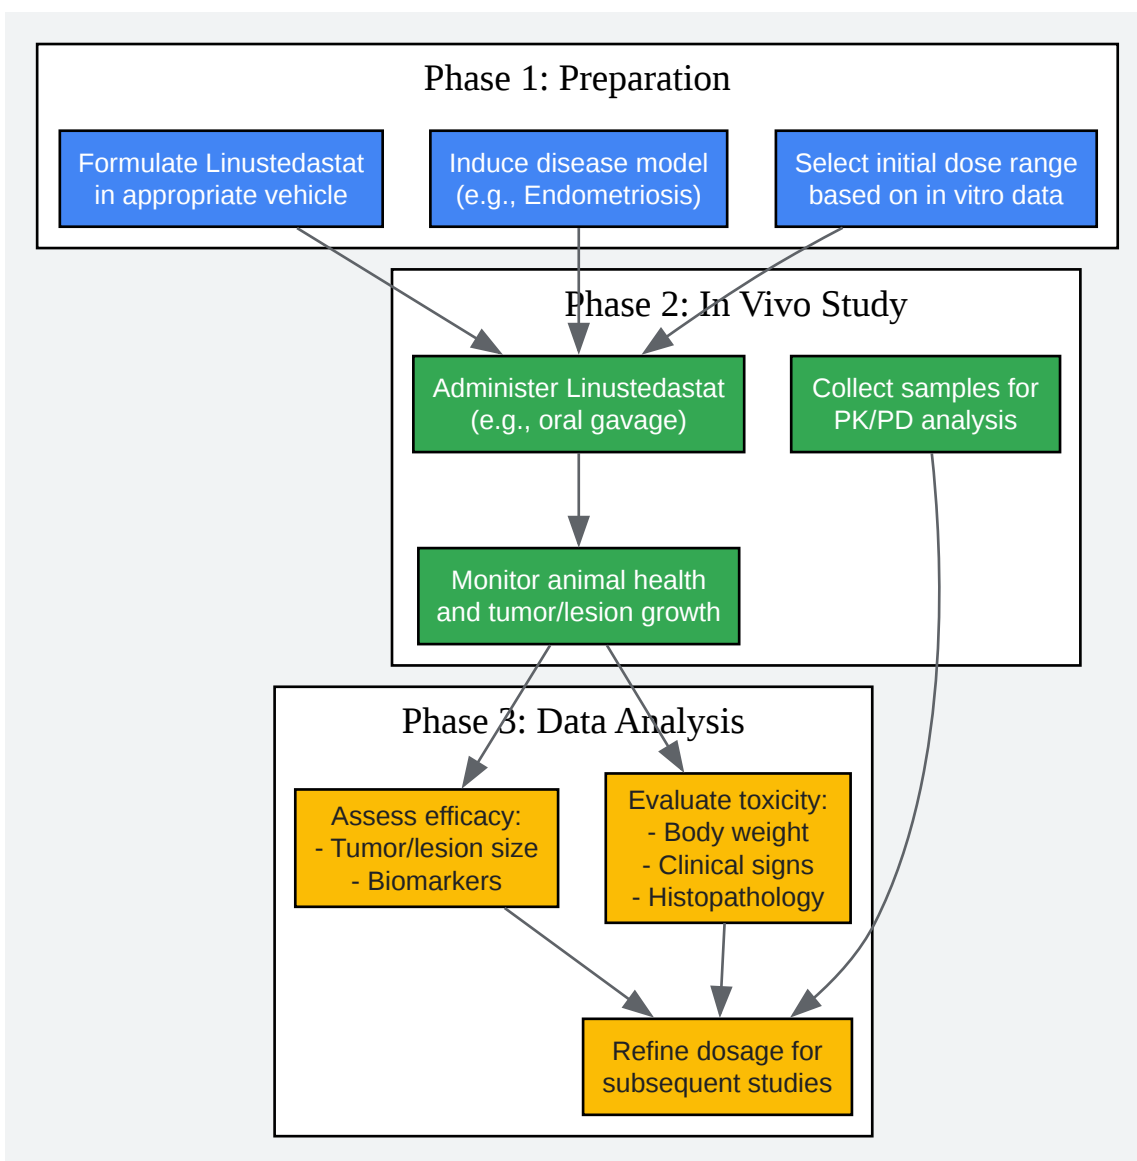 Phase 1: Preparation
Formulate Linustedastat
in appropriate vehicle
Induce disease model
(e.g., Endometriosis)
Select initial dose range
based on in vitro data
Phase 2: In Vivo Study
Administer Linustedastat
(e.g., oral gavage)
Collect samples for
PK/PD analysis
Monitor animal health
and tumor/lesion growth
Phase 3: Data Analysis
Assess efficacy:
- Tumor/lesion size
- Biomarkers
Evaluate toxicity:
- Body weight
- Clinical signs
- Histopathology
Refine dosage for
subsequent studies